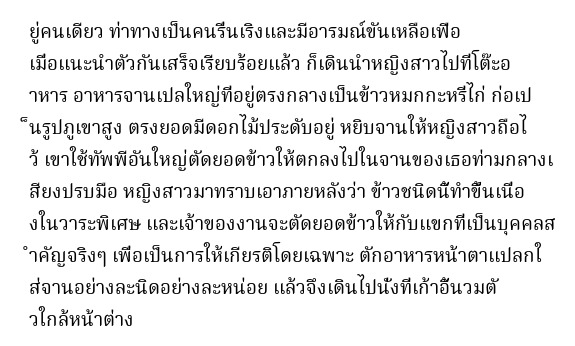 ยู่คนเดียว ท่าทางเป็นคนรื่นเริงและมีอารมณ์ขันเหลือเฟือ
เมื่อแนะนำตัวกันเสร็จเรียบร้อยแล้ว ก็เดินนำหญิงสาวไปที่โต๊ะอ
าหาร อาหารจานเปลใหญ่ที่อยู่ตรงกลางเป็นข้าวหมกกะหรี่ไก่ ก่อเป
็นรูปภูเขาสูง ตรงยอดมีดอกไม้ประดับอยู่ หยิบจานให้หญิงสาวถือไ
ว้ เขาใช้ทัพพีอันใหญ่ตัดยอดข้าวให้ตกลงไปในจานของเธอท่ามกลางเ
สียงปรบมือ หญิงสาวมาทราบเอาภายหลังว่า ข้าวชนิดนี้ทำขึ้นเนื่อ
งในวาระพิเศษ และเจ้าของงานจะตัดยอดข้าวให้กับแขกที่เป็นบุคคลส
ำคัญจริงๆ เพื่อเป็นการให้เกียรติโดยเฉพาะ ตักอาหารหน้าตาแปลกใ
ส่จานอย่างละนิดอย่างละหน่อย แล้วจึงเดินไปนั่งที่เก้าอี้นวมตั
วใกล้หน้าต่าง